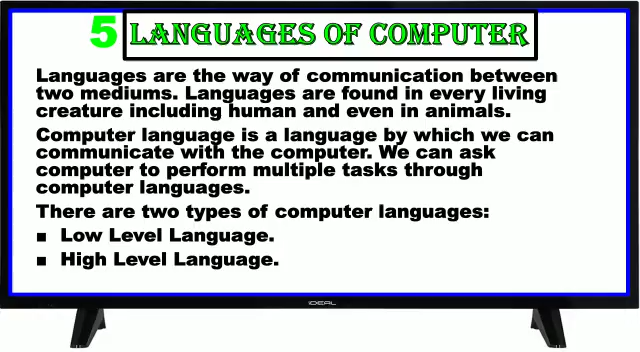 5 LANGUAGES OF COMPUTER
Languages are the way of communication between
two mediums. Languages are found in every living
creature including human and even in animals.
Computer language is a language by which we can
communicate with the computer. We can ask
computer to perform multiple tasks through
computer languages.
There are two types of computer languages:
■ Low Level Language.
■ High Level Language.
IDEAL